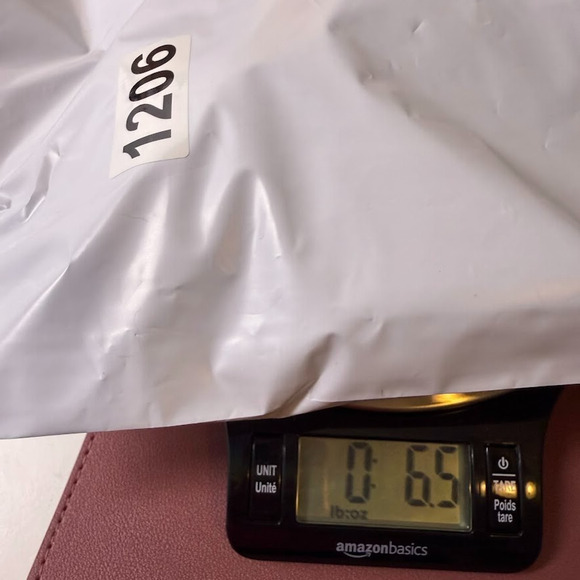 1206
UNIT
Unité
0: 6.5
lb:oz
TARE
Poids
tare
amazonbasics